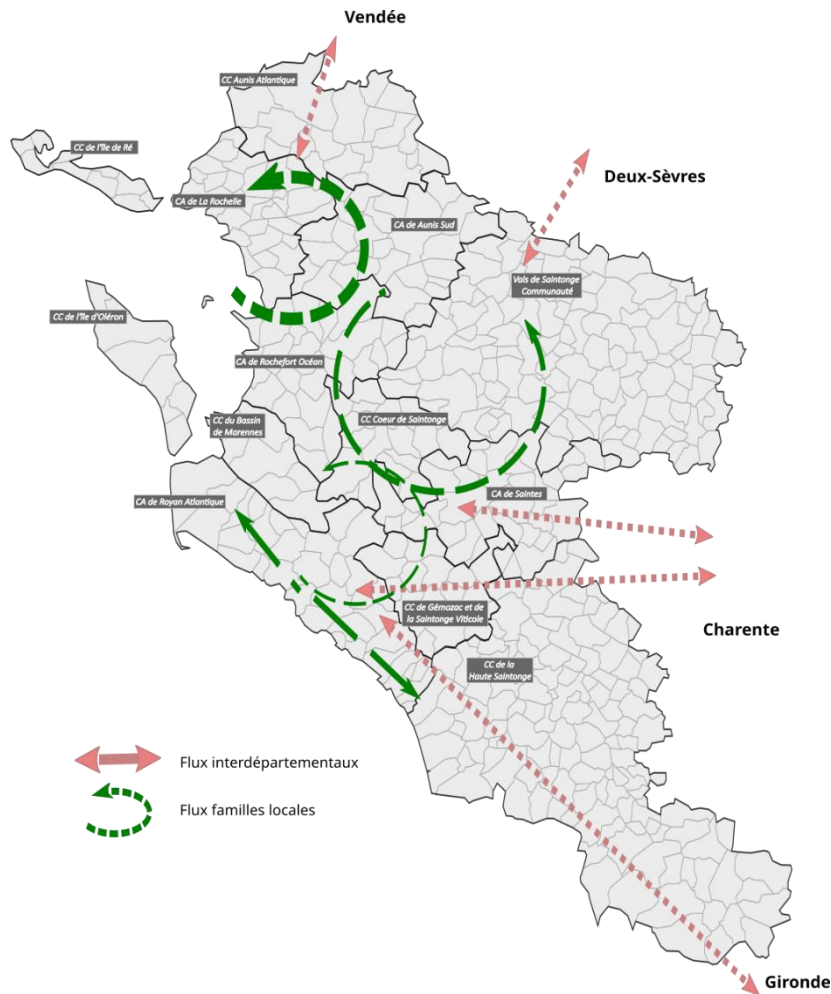 Vendée
CC Aunis Atlantique
CC de l'île de Ré
Deux-Sèvres
CA de La Rochelle
CA de Aunis Sud
Vals de Saintonge
Communauté
CC de l'île d'Oléron
CA de Rochefort Océan
CC du Bassin
de Marennes
CC Coeur de Saintonge
CA de Royan Atlantique
CA de Saintes
CC de Gémozac et de
la Saintonge Viticole
Charente
CC de la
Haute Saintonge
Flux interdépartementaux
Flux familles locales
Gironde